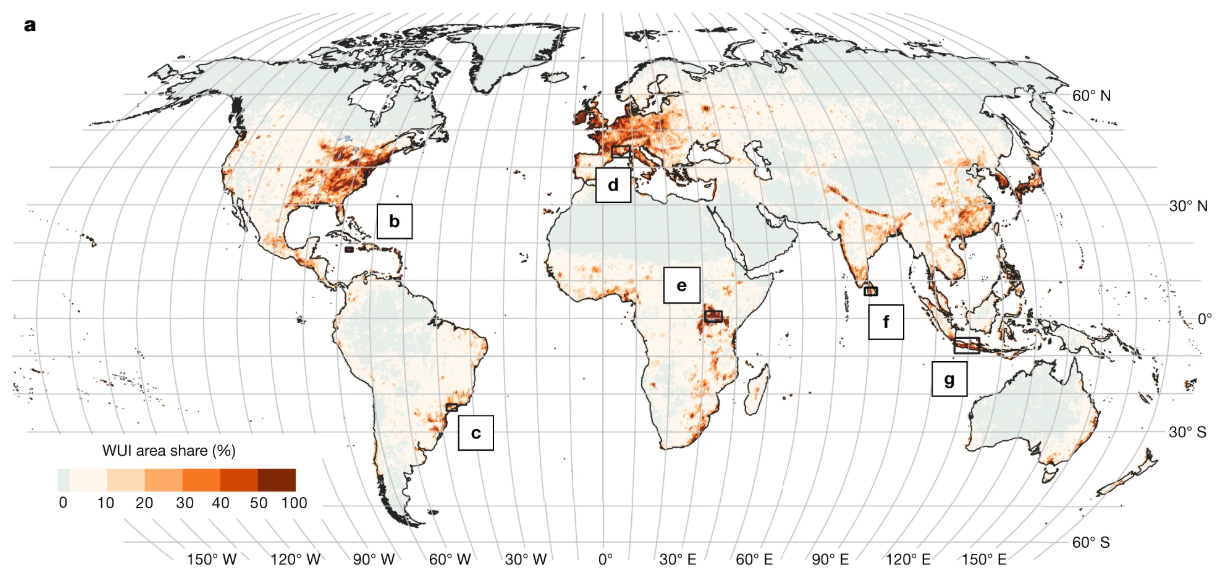 a
60° N
30° N
b
d
e
f
0°
g
c
30° S
WUI area share (%)
0 10 20 30 40 50 100
60° S
150° W 120° W 90° W 60° W 30° W 0° 30° E 60° E 90° E 120° E 150° E